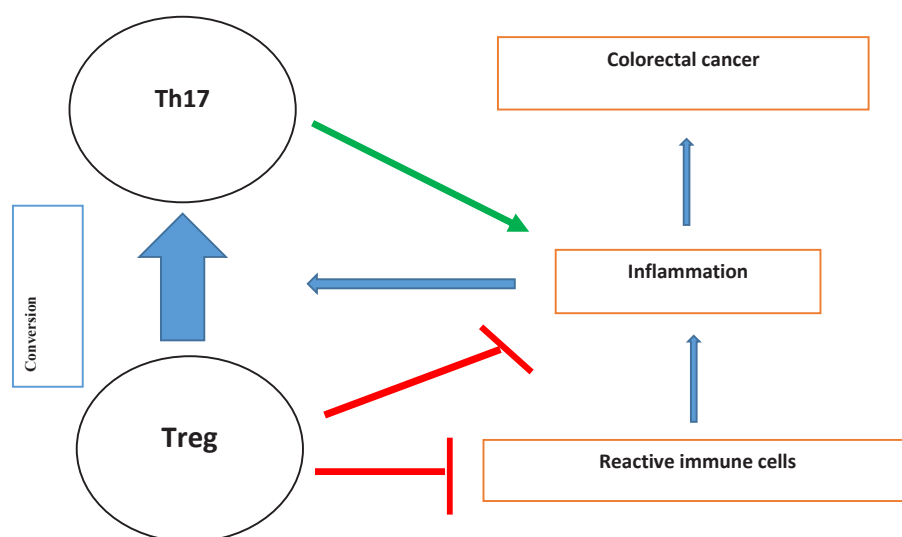 Colorectal cancer
Th17
Inflammation
Conversion
Treg
Reactive immune cells